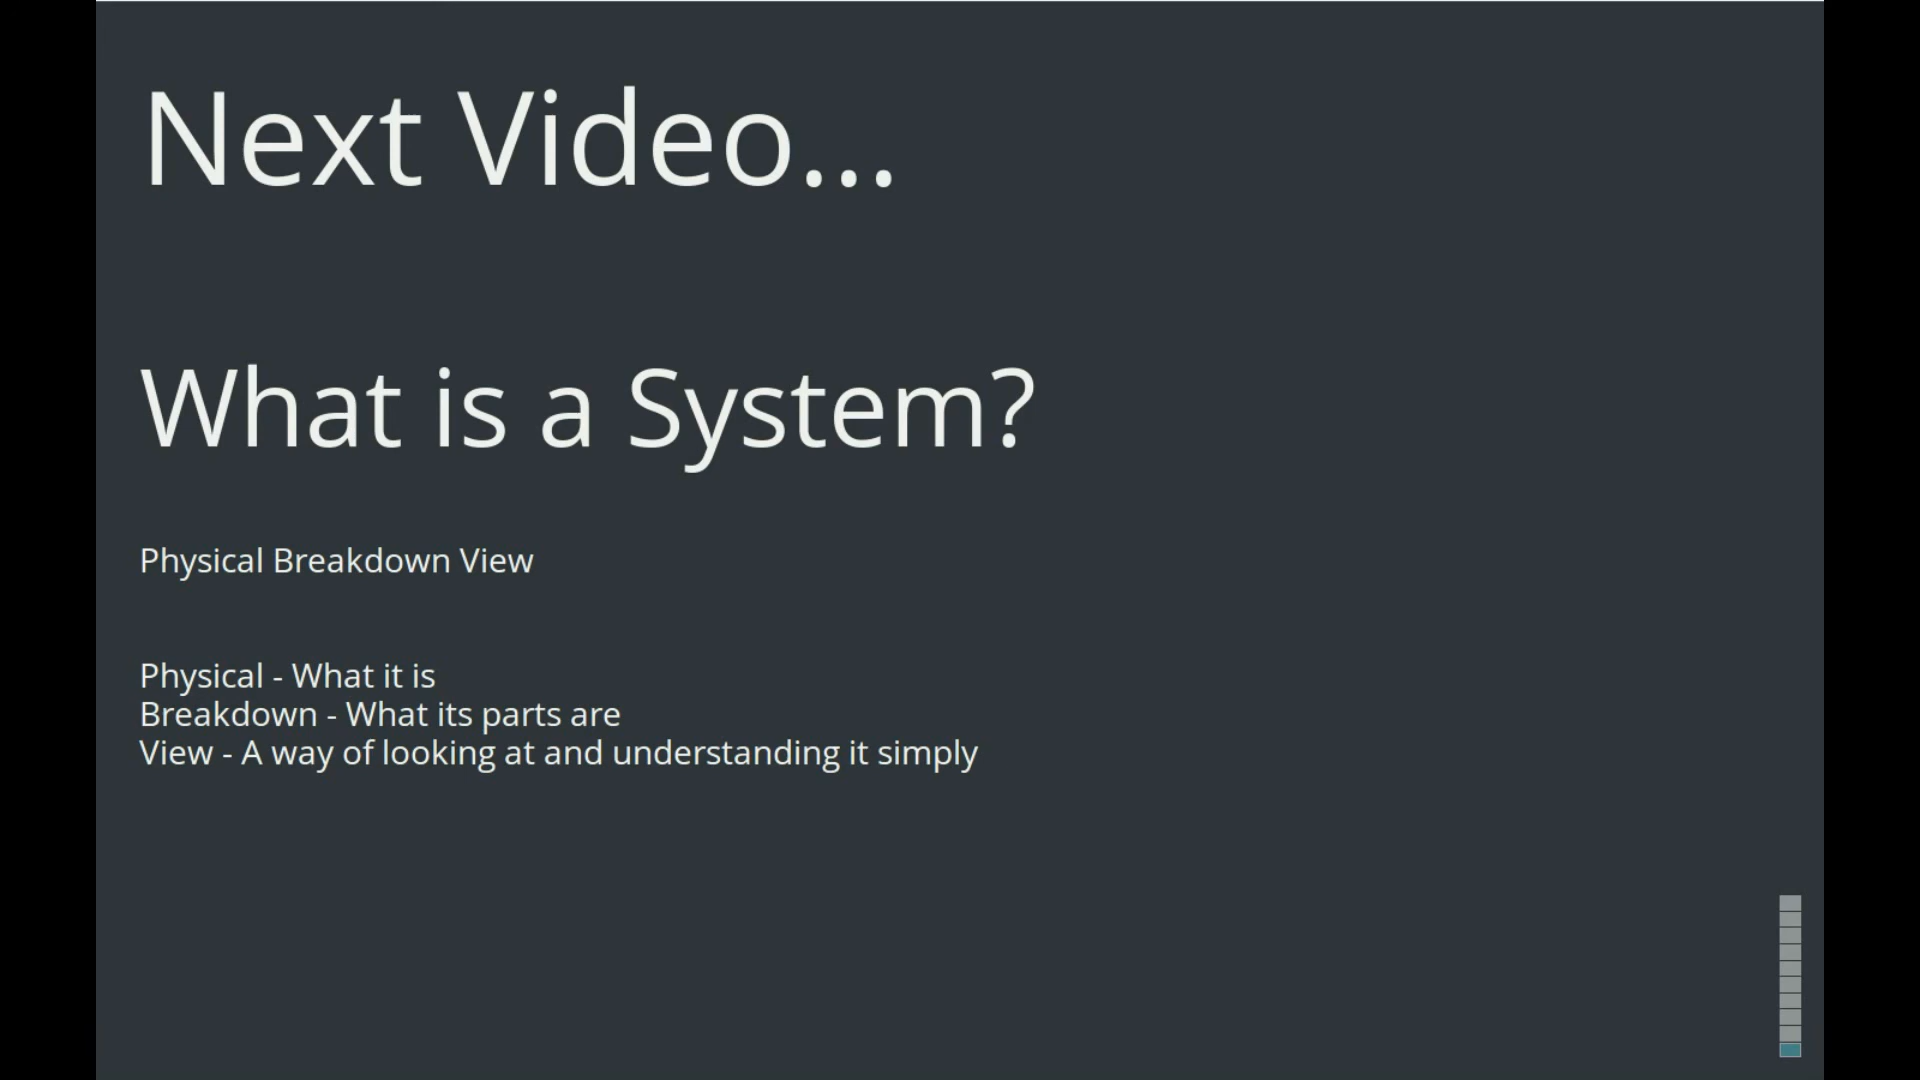 Next Video...
What is a System?
Physical Breakdown View
Physical - What it is
Breakdown - What its parts are
View - A way of looking at and understanding it simply